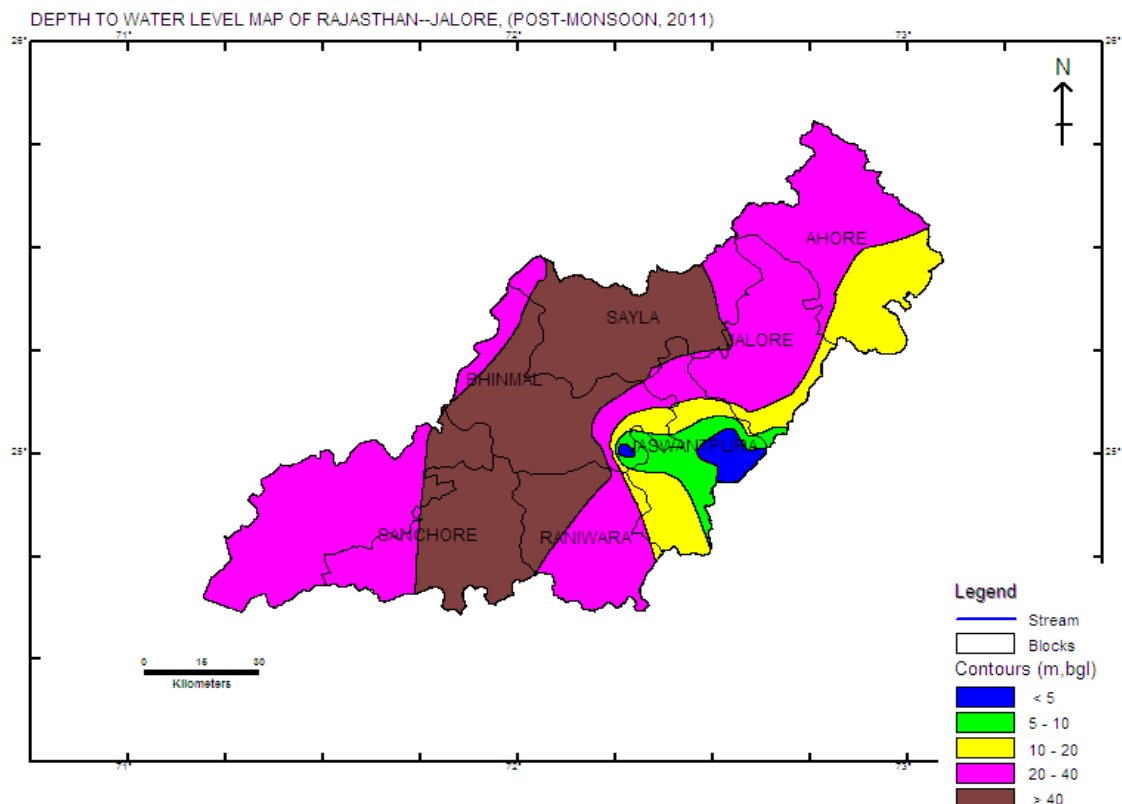 DEPTH TO WATER LEVEL MAP OF RAJASTHAN--JALORE, (POST-MONSOON, 2011)
71° 72° 73°
26° 26°
N
AHORE
SAYLA
JALORE
BHINMAL
JASWANTPURA
25° 25°
SANCHORE RANIWARA
Legend
Stream
Blocks
Contours (m,bgl)
< 5
5 - 10
10 - 20
20 - 40
> 40
0 15 30
Kilometers
71° 72° 73°